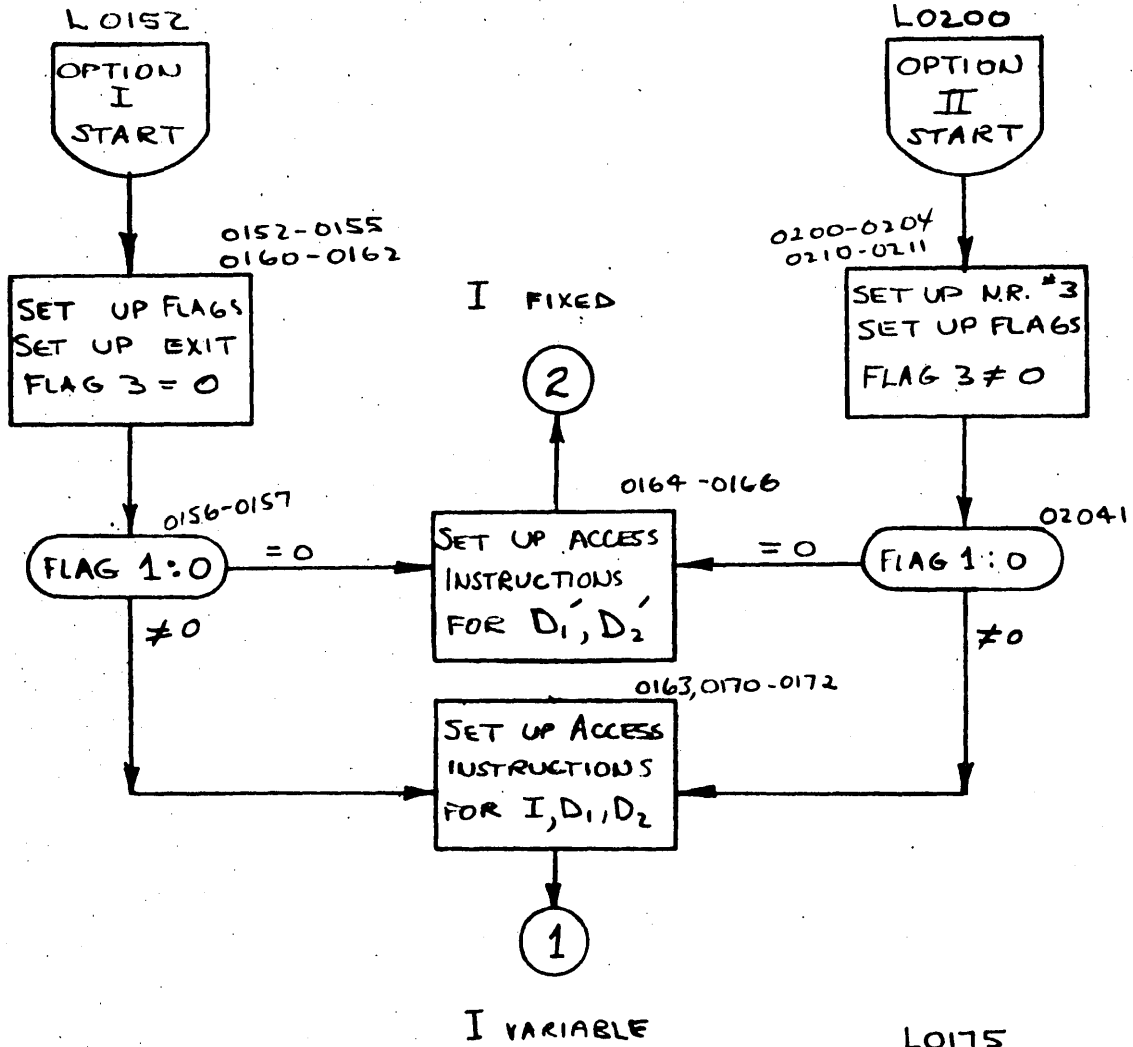 L0152
OPTION
I
START
0152-0155
0160-0162
SET UP FLAGS
SET UP EXIT
FLAG 3 = 0
0156-0157
FLAG 1:0
= 0
≠ 0
I FIXED
2
0164-0166
SET UP ACCESS
INSTRUCTIONS
FOR D₁', D₂'
0163,0170-0172
SET UP ACCESS
INSTRUCTIONS
FOR I, D₁, D₂
1
I VARIABLE
L0200
OPTION
II
START
0200-0204
0210-0211
SET UP N.R. #3
SET UP FLAGS
FLAG 3 ≠ 0
02041
FLAG 1:0
= 0
≠ 0
L0175